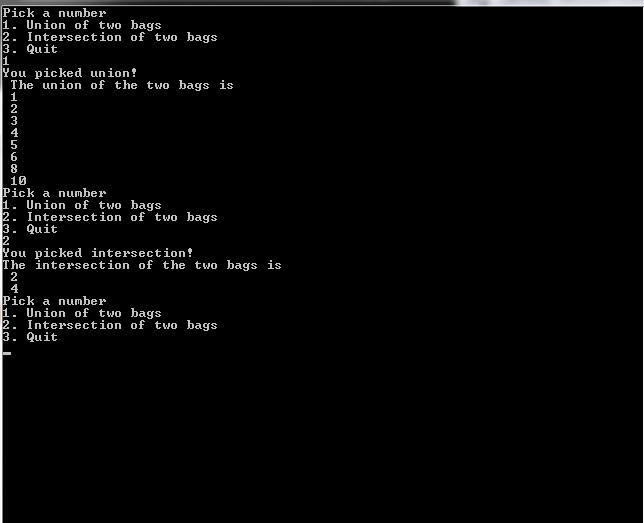 Pick a number
1. Union of two bags
2. Intersection of two bags
3. Quit
1
You picked union!
The union of the two bags is
1
2
3
4
5
6
8
10
Pick a number
1. Union of two bags
2. Intersection of two bags
3. Quit
2
You picked intersection!
The intersection of the two bags is
2
4
Pick a number
1. Union of two bags
2. Intersection of two bags
3. Quit